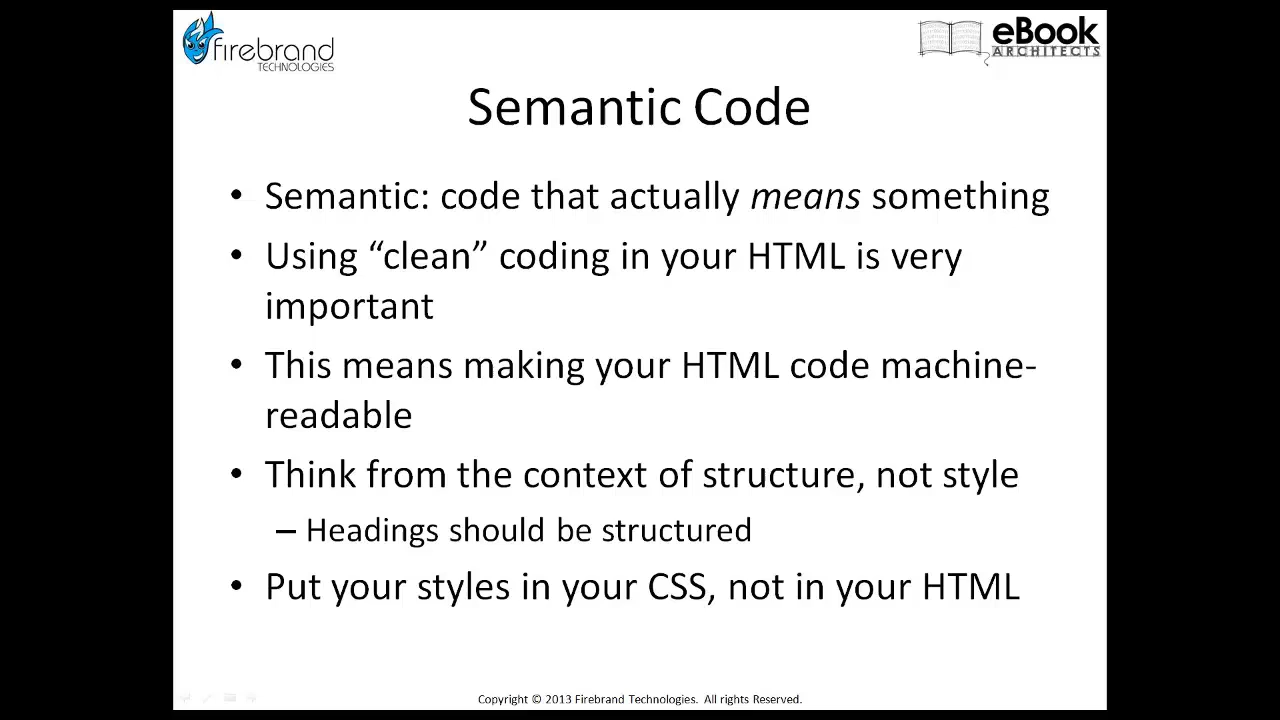 firebrand
TECHNOLOGIES
eBook
ARCHITECTS
Semantic Code
• Semantic: code that actually means something
• Using “clean” coding in your HTML is very
important
• This means making your HTML code machine-
readable
• Think from the context of structure, not style
– Headings should be structured
• Put your styles in your CSS, not in your HTML
Copyright © 2013 Firebrand Technologies. All rights Reserved.